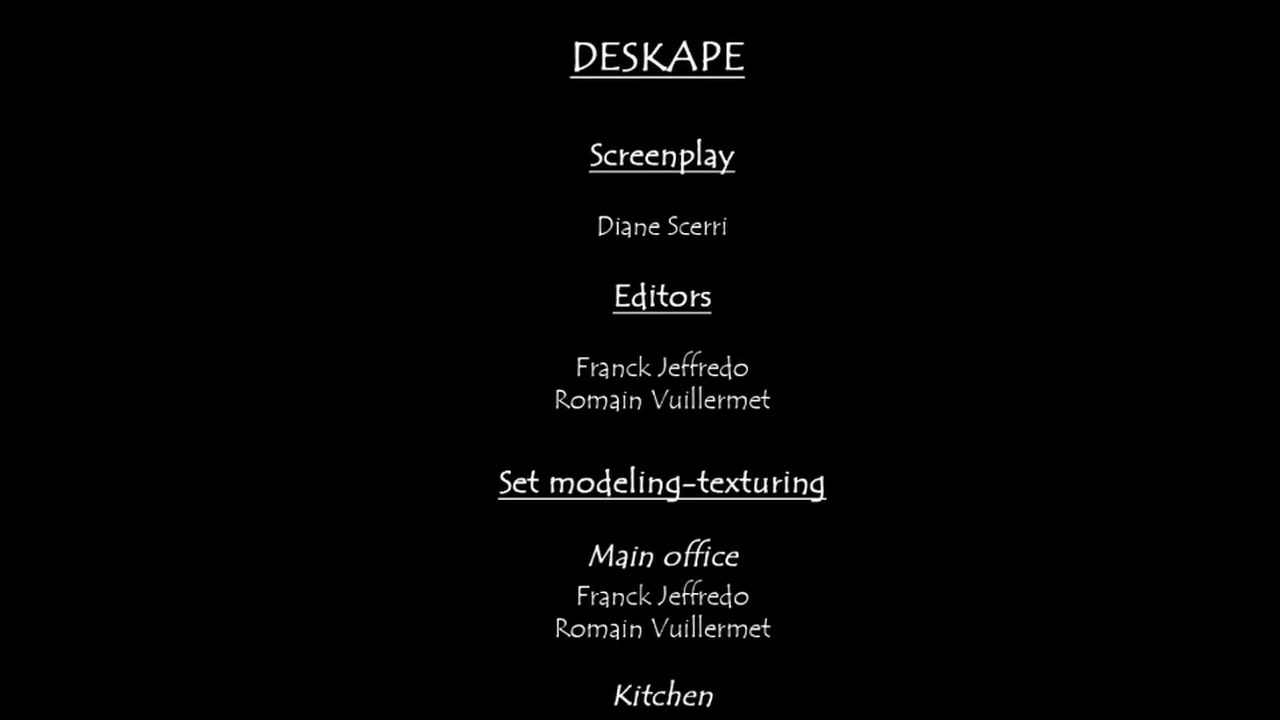 DESKAPE
Screenplay
Diane Scerri
Editors
Franck Jeffredo
Romain Vuillermet
Set modeling-texturing
Main office
Franck Jeffredo
Romain Vuillermet
Kitchen